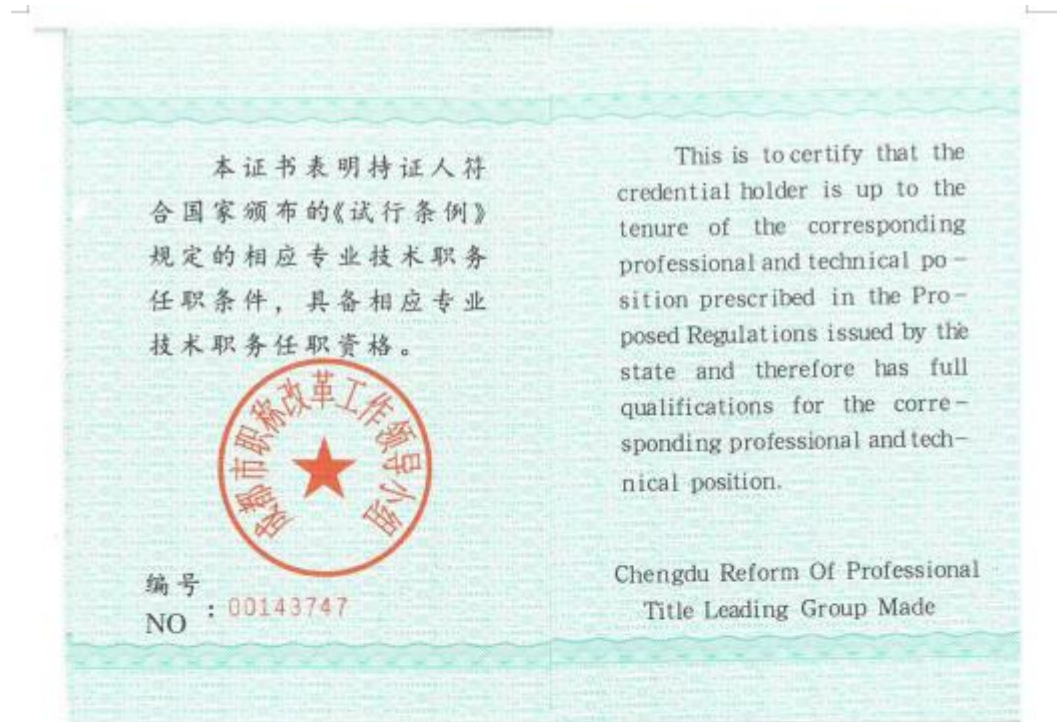 本证书表明持证人符
合国家颁布的《试行条例》
规定的相应专业技术职务
任职条件，具备相应专业
技术职务任职资格。
成都市职称改革工作领导小组
编号
NO
: 00143747
This is to certify that the
credential holder is up to the
tenure of the corresponding
professional and technical po-
sition prescribed in the Pro-
posed Regulations issued by the
state and therefore has full
qualifications for the corre-
sponding professional and tech-
nical position.
Chengdu Reform Of Professional
Title Leading Group Made